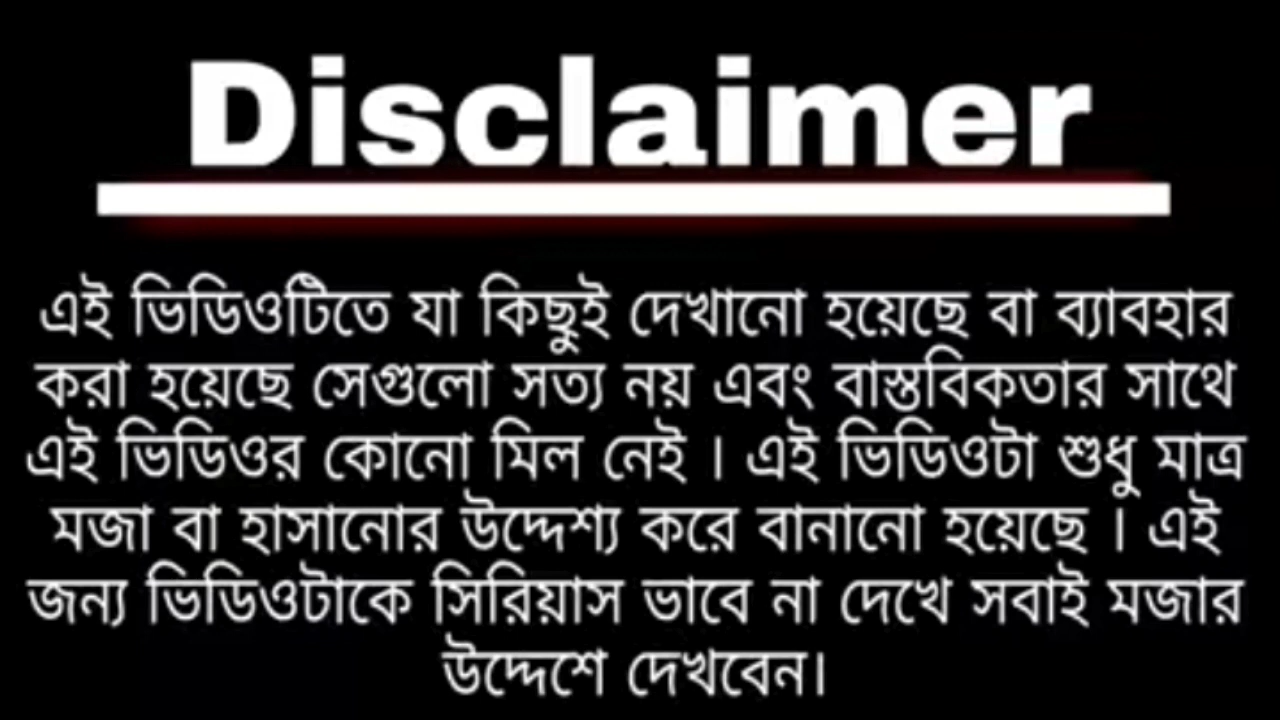 Disclaimer
এই ভিডিওটিতে যা কিছুই দেখানো হয়েছে বা ব্যাবহার
করা হয়েছে সেগুলো সত্য নয় এবং বাস্তবিকতার সাথে
এই ভিডিওর কোনো মিল নেই । এই ভিডিওটা শুধু মাত্র
মজা বা হাসানোর উদ্দেশ্য করে বানানো হয়েছে । এই
জন্য ভিডিওটাকে সিরিয়াস ভাবে না দেখে সবাই মজার
উদ্দেশে দেখবেন।